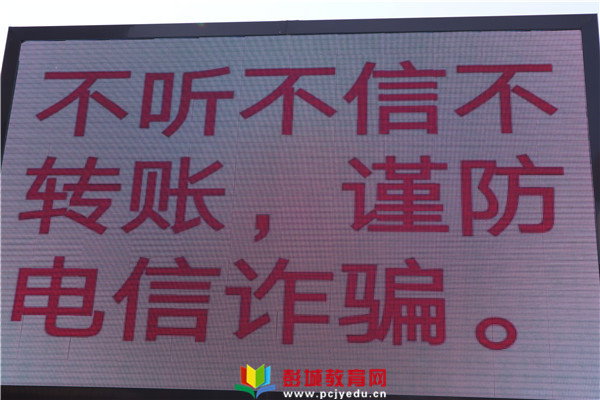 不听不信不
转账，谨防
电信诈骗。
彭城教育网
www.pcjyedu.cn